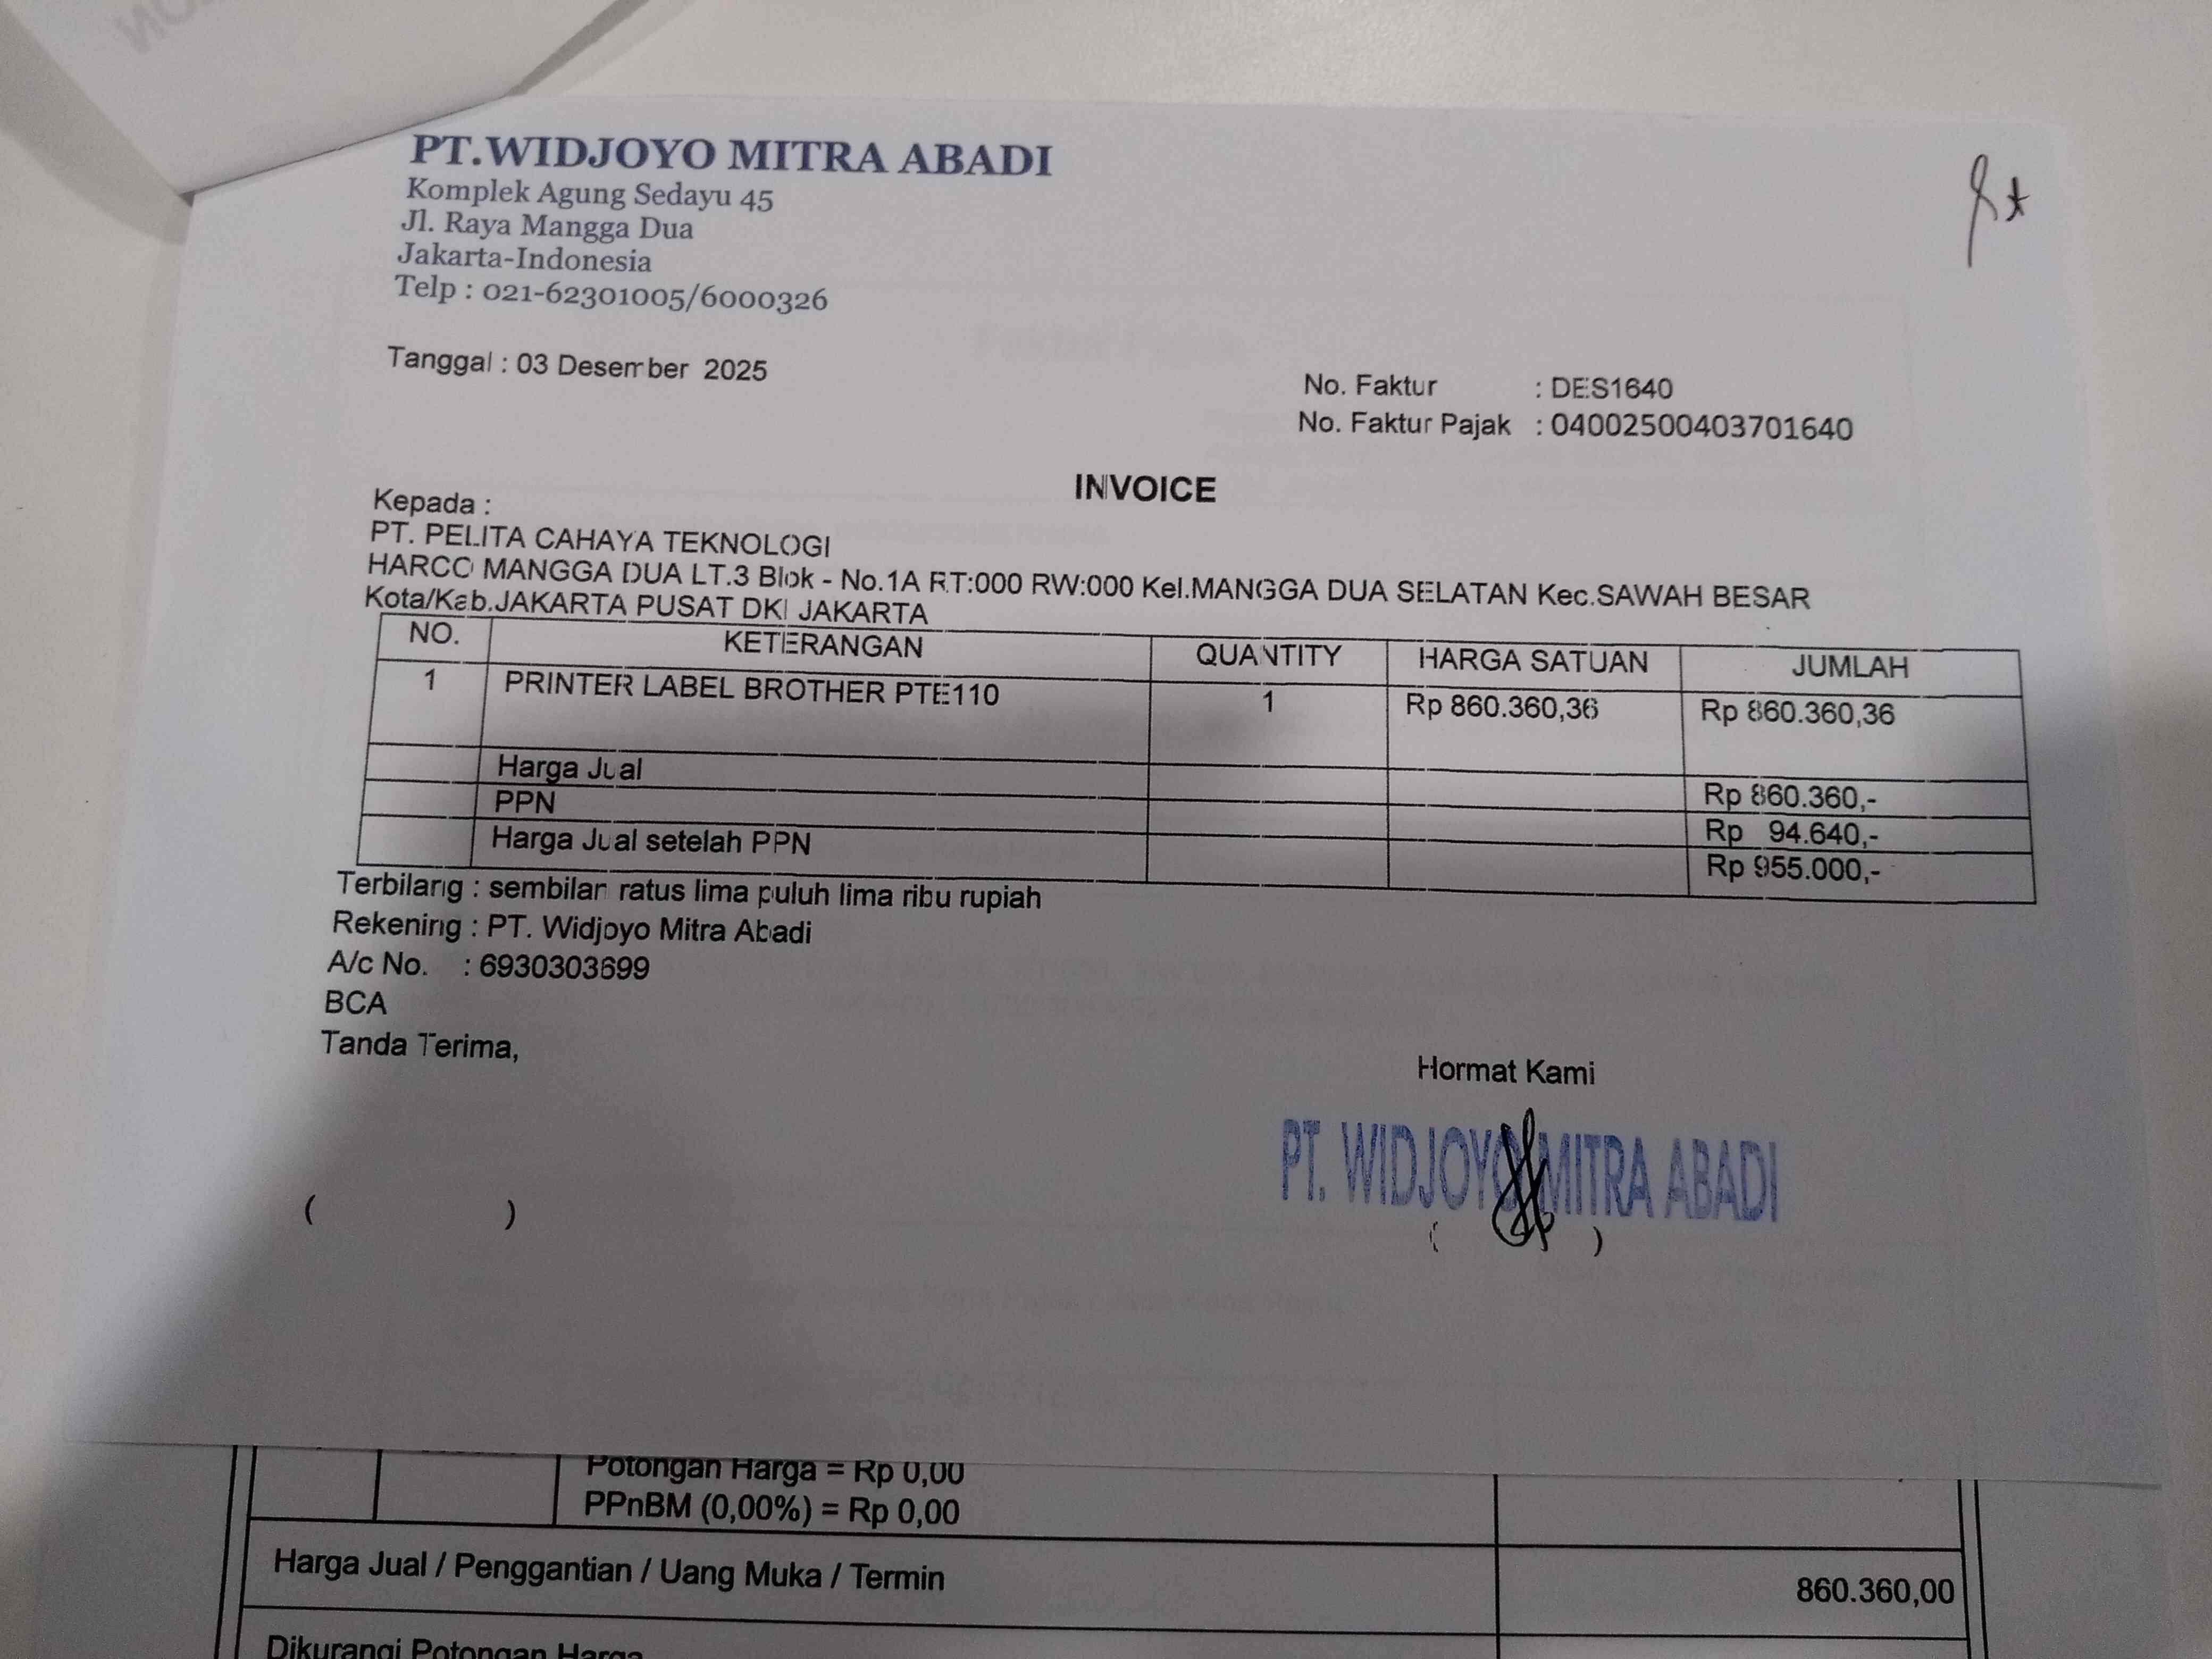 PT.WIDJOYO MITRA ABADI
Komplek Agung Sedayu 45
Jl. Raya Mangga Dua
Jakarta-Indonesia
Telp : 021-62301005/6000326
Tanggal : 03 Desember 2025
No. Faktur : DES1640
No. Faktur Pajak : 04002500403701640
INVOICE
Kepada :
PT. PELITA CAHAYA TEKNOLOGI
HARCO MANGGA DUA LT.3 Blok - No.1A RT:000 RW:000 Kel.MANGGA DUA SELATAN Kec.SAWAH BESAR
Kota/Kab.JAKARTA PUSAT DKI JAKARTA
NO. KETERANGAN QUANTITY HARGA SATUAN JUMLAH
1 PRINTER LABEL BROTHER PTE110 1 Rp 860.360,36 Rp 860.360,36
Harga Jual Rp 860.360,-
PPN Rp 94.640,-
Harga Jual setelah PPN Rp 955.000,-
Terbilang : sembilan ratus lima puluh lima ribu rupiah
Rekening : PT. Widjoyo Mitra Abadi
A/c No. : 6930303699
BCA
Tanda Terima,
Hormat Kami
PT. WIDJOYO MITRA ABADI
( ) ( )
Potongan Harga = Rp 0,00
PPnBM (0,00%) = Rp 0,00
Harga Jual / Penggantian / Uang Muka / Termin 860.360,00
Dikurangi Potongan Harga